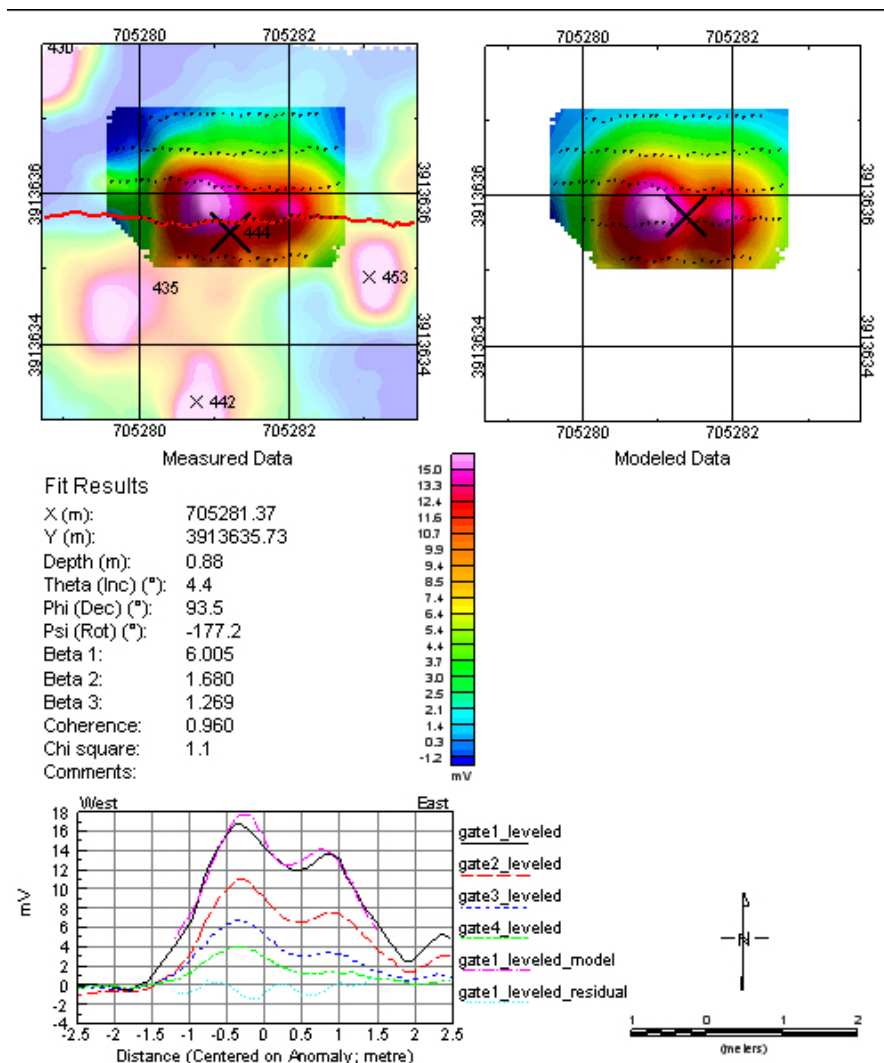 705280 705282
705280 705282
430
3913636
3913636
3913636
3913636
444
435
453
3913634
3913634
3913634
3913634
442
705280 705282
705280 705282
Measured Data
Modeled Data
Fit Results
X (m): 705281.37
Y (m): 3913635.73
Depth (m): 0.88
Theta (Inc) (°): 4.4
Phi (Dec) (°): 93.5
Psi (Rot) (°): -177.2
Beta 1: 6.005
Beta 2: 1.680
Beta 3: 1.269
Coherence: 0.960
Chi square: 1.1
Comments:
15.0
13.3
12.4
11.6
10.7
9.9
9.4
8.5
7.6
6.4
5.4
4.6
3.7
3.0
2.5
2.1
1.4
0.3
-1.2
mV
West East
18
16
14
12
10
8
6
4
2
0
-2
-4
mV
-2.5 -2 -1.5 -1 -0.5 0 0.5 1 1.5 2 2.5
Distance (Centered on Anomaly; metre)
gate1_leveled
gate2_leveled
gate3_leveled
gate4_leveled
gate1_leveled_model
gate1_leveled_residual
N
1 0 1 2
(meters)